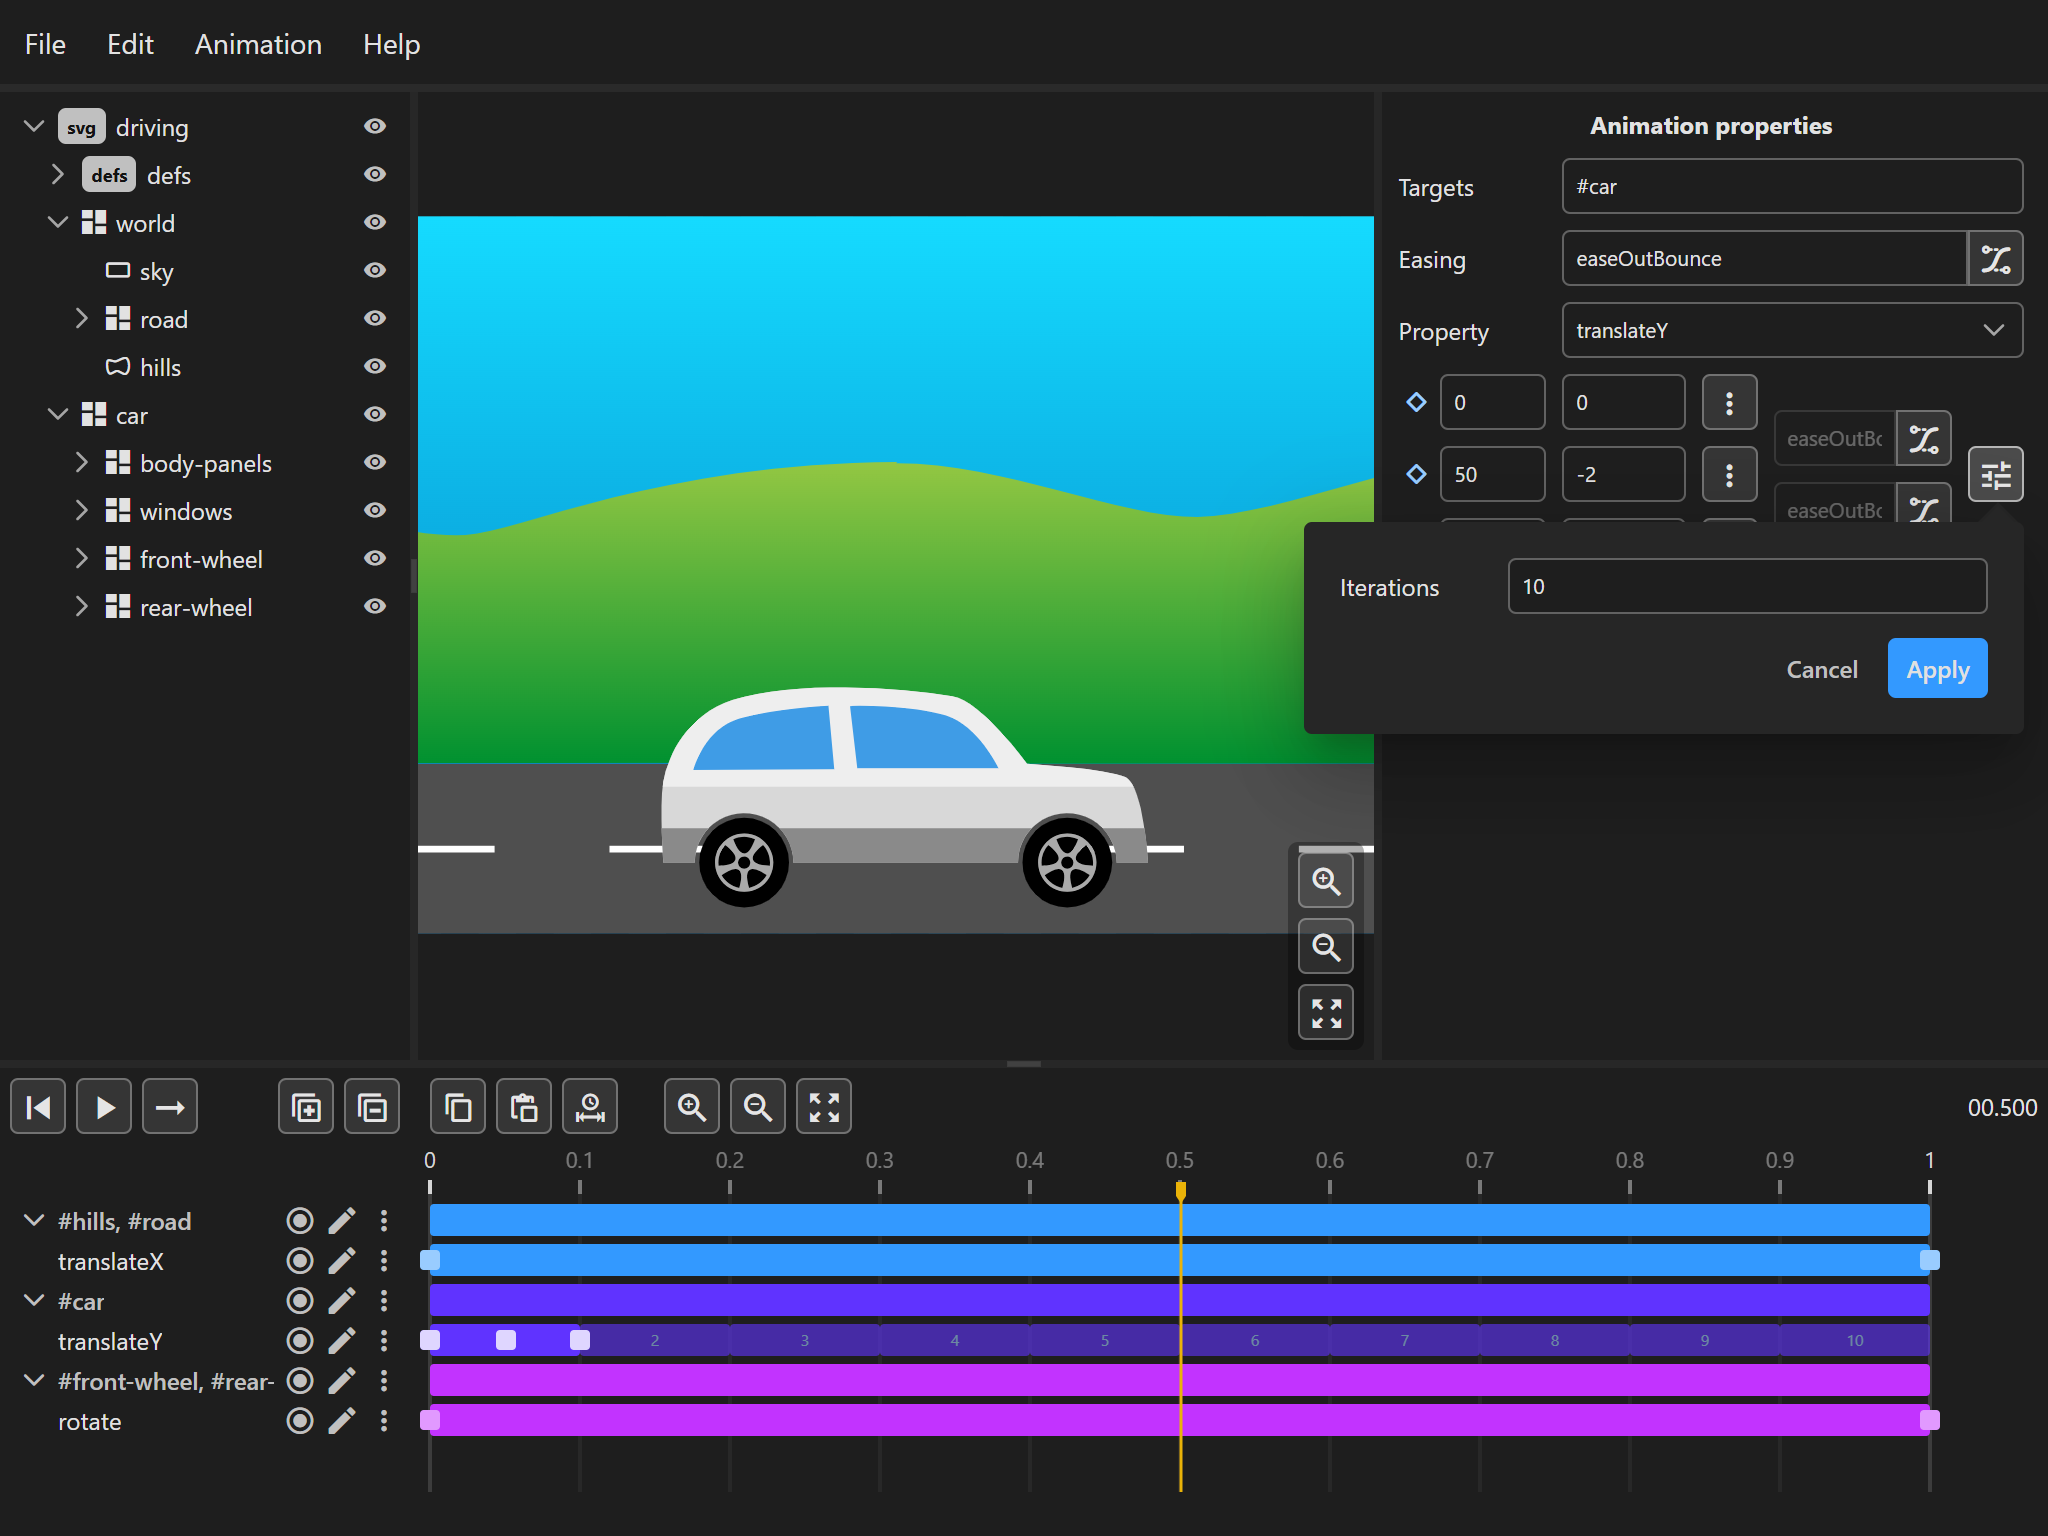 File Edit Animation Help
svg driving
defs defs
world
sky
road
hills
car
body-panels
windows
front-wheel
rear-wheel
Animation properties
Targets #car
Easing easeOutBounce
Property translateY
0 0
easeOutBc
50 -2
easeOutBc
Iterations 10
Cancel Apply
00.500
0 0.1 0.2 0.3 0.4 0.5 0.6 0.7 0.8 0.9 1
#hills, #road
translateX
#car
translateY 2 3 4 5 6 7 8 9 10
#front-wheel, #rear-
rotate